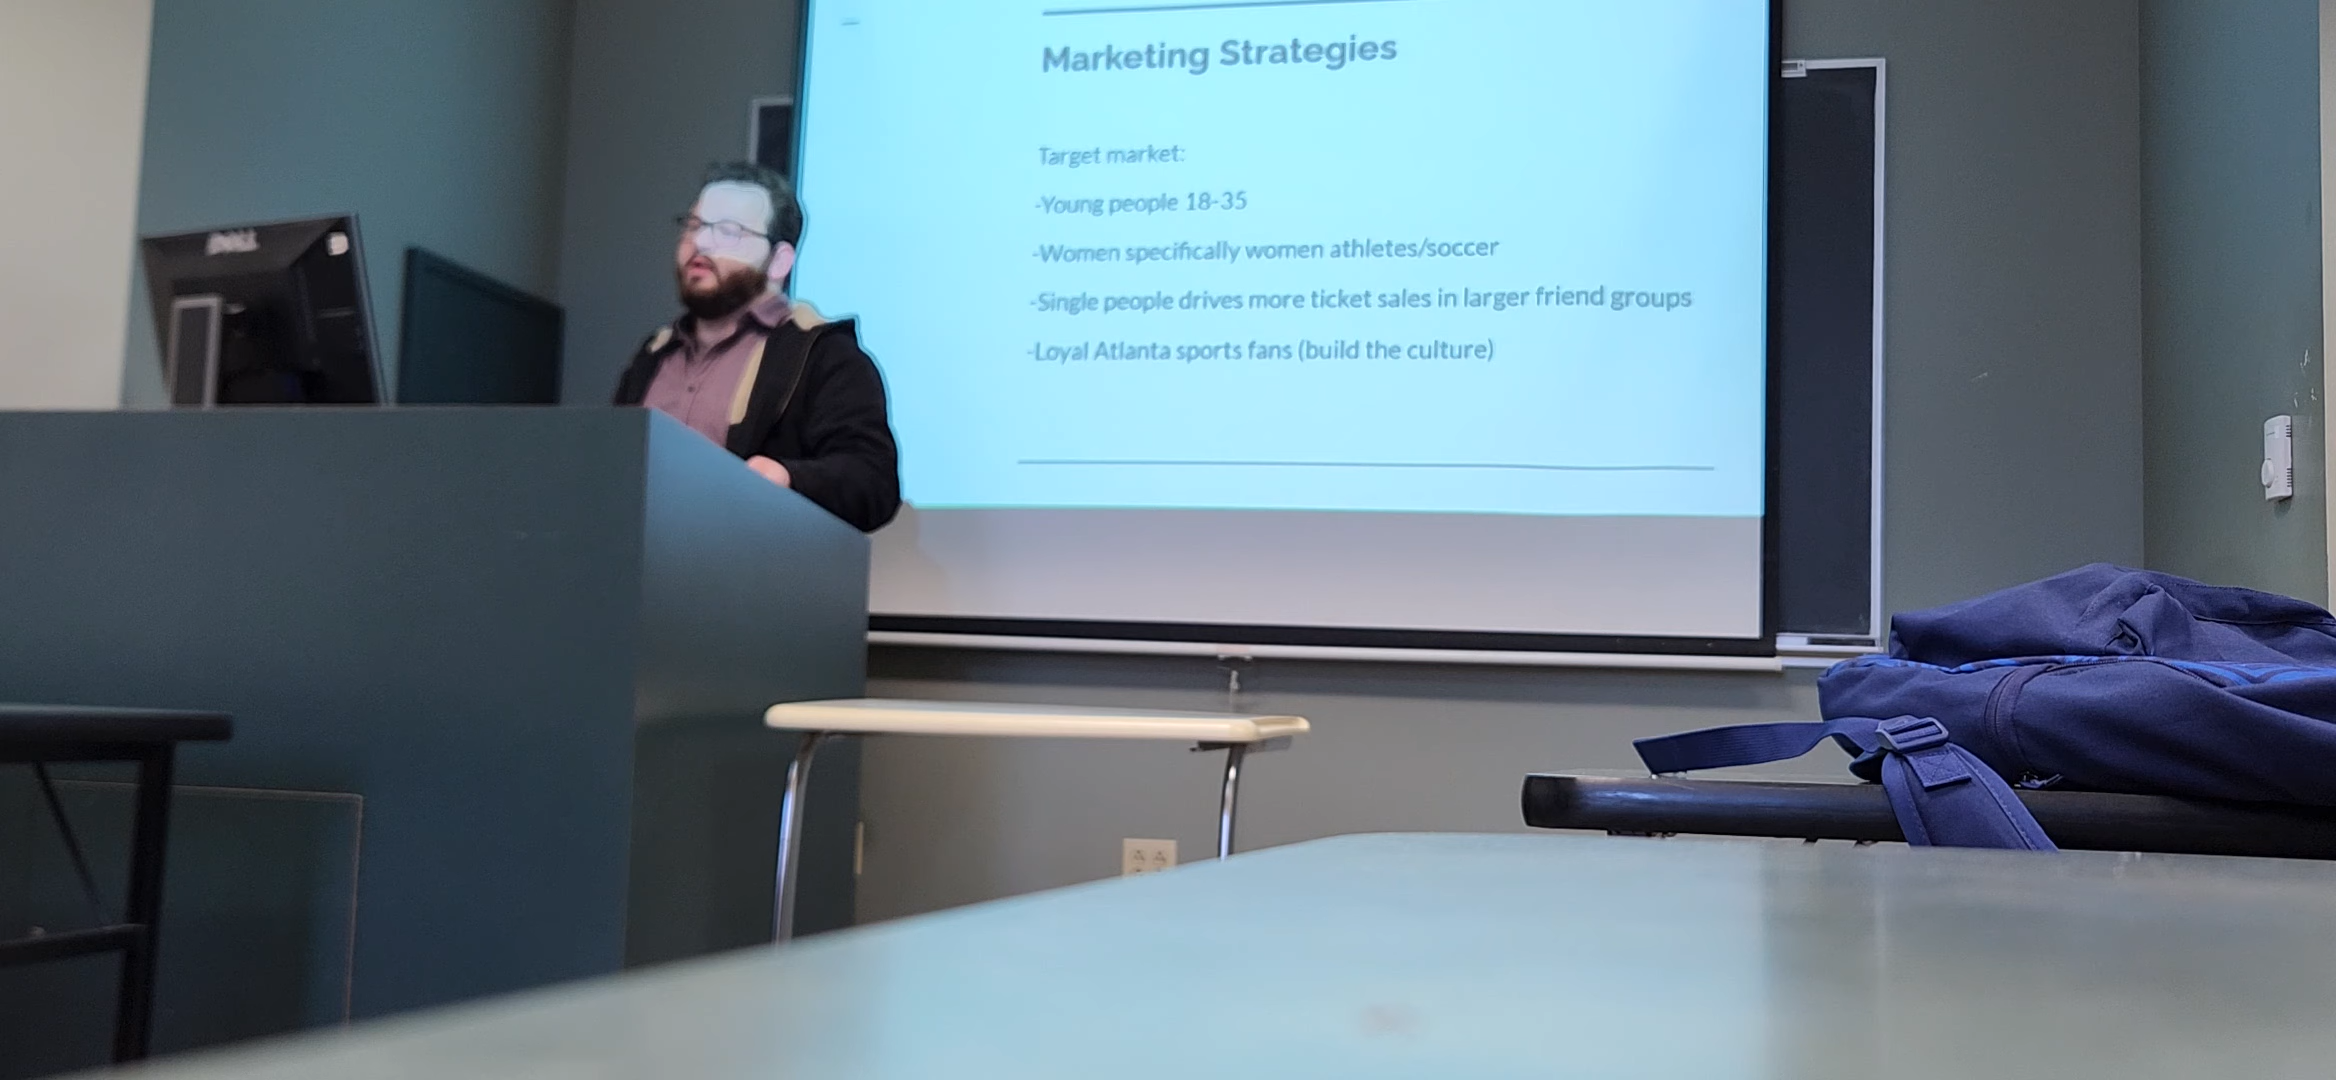 DELL
Marketing Strategies
Target market:
-Young people 18-35
-Women specifically women athletes/soccer
-Single people drives more ticket sales in larger friend groups
-Loyal Atlanta sports fans (build the culture)